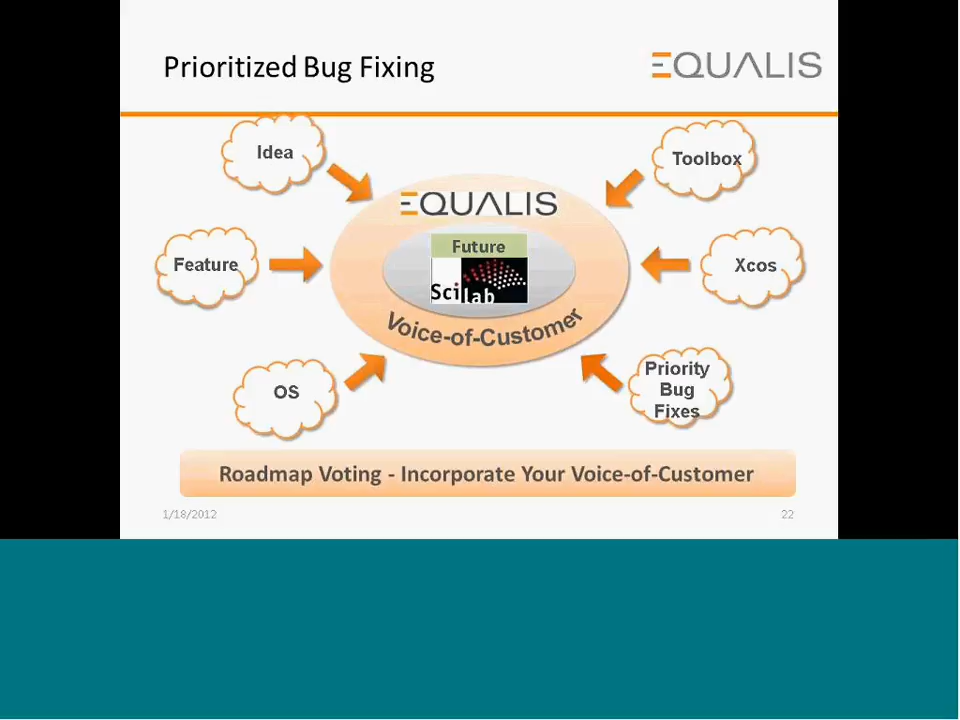 Prioritized Bug Fixing
EQUALIS
Idea
Toolbox
EQUALIS
Future
Feature
Xcos
Scilab
Voice-of-Customer
OS
Priority
Bug
Fixes
Roadmap Voting - Incorporate Your Voice-of-Customer
1/18/2012
22